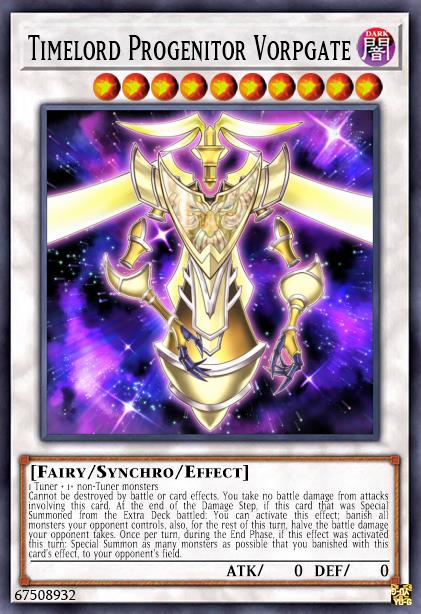 Timelord Progenitor Vorpgate
DARK
闇
[Fairy/Synchro/Effect]
1 Tuner + 1+ non-Tuner monsters
Cannot be destroyed by battle or card effects. You take no battle damage from attacks
involving this card. At the end of the Damage Step, if this card that was Special
Summoned from the Extra Deck battled: You can activate this effect; banish all
monsters your opponent controls, also, for the rest of this turn, halve the battle damage
your opponent takes. Once per turn, during the End Phase, if this effect was activated
this turn: Special Summon as many monsters as possible that you banished with this
card's effect, to your opponent's field.
ATK/ 0 DEF/ 0
67508932